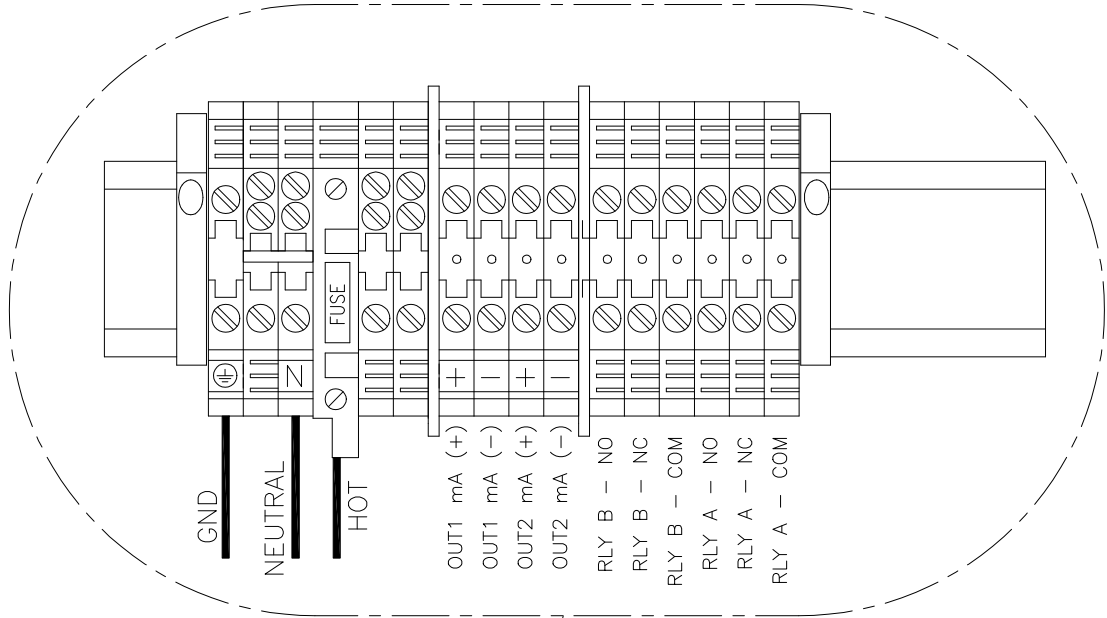 FUSE
N
+
−
+
−
GND
NEUTRAL
HOT
OUT1 mA (+)
OUT1 mA (−)
OUT2 mA (+)
OUT2 mA (−)
RLY B − NO
RLY B − NC
RLY B − COM
RLY A − NO
RLY A − NC
RLY A − COM